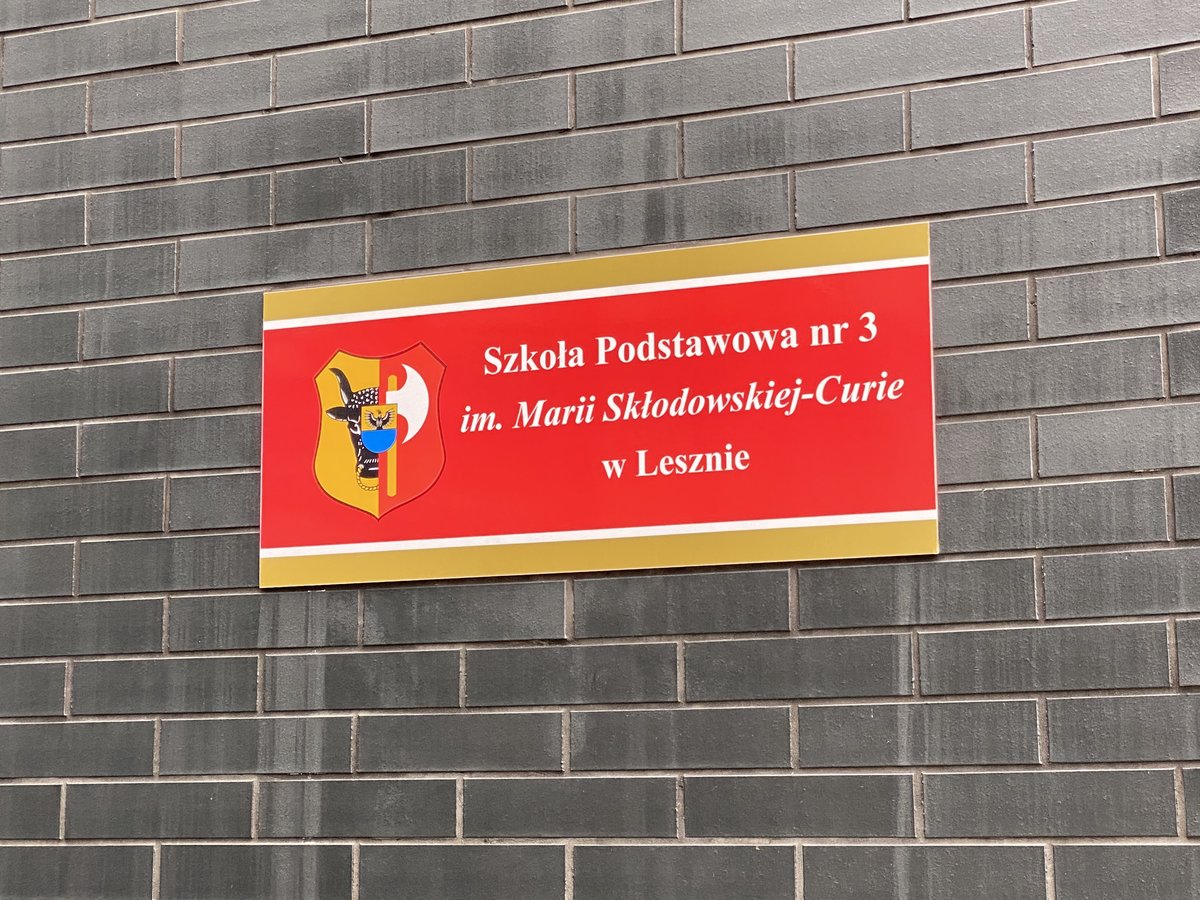 Szkoła Podstawowa nr 3
im. Marii Skłodowskiej-Curie
w Lesznie